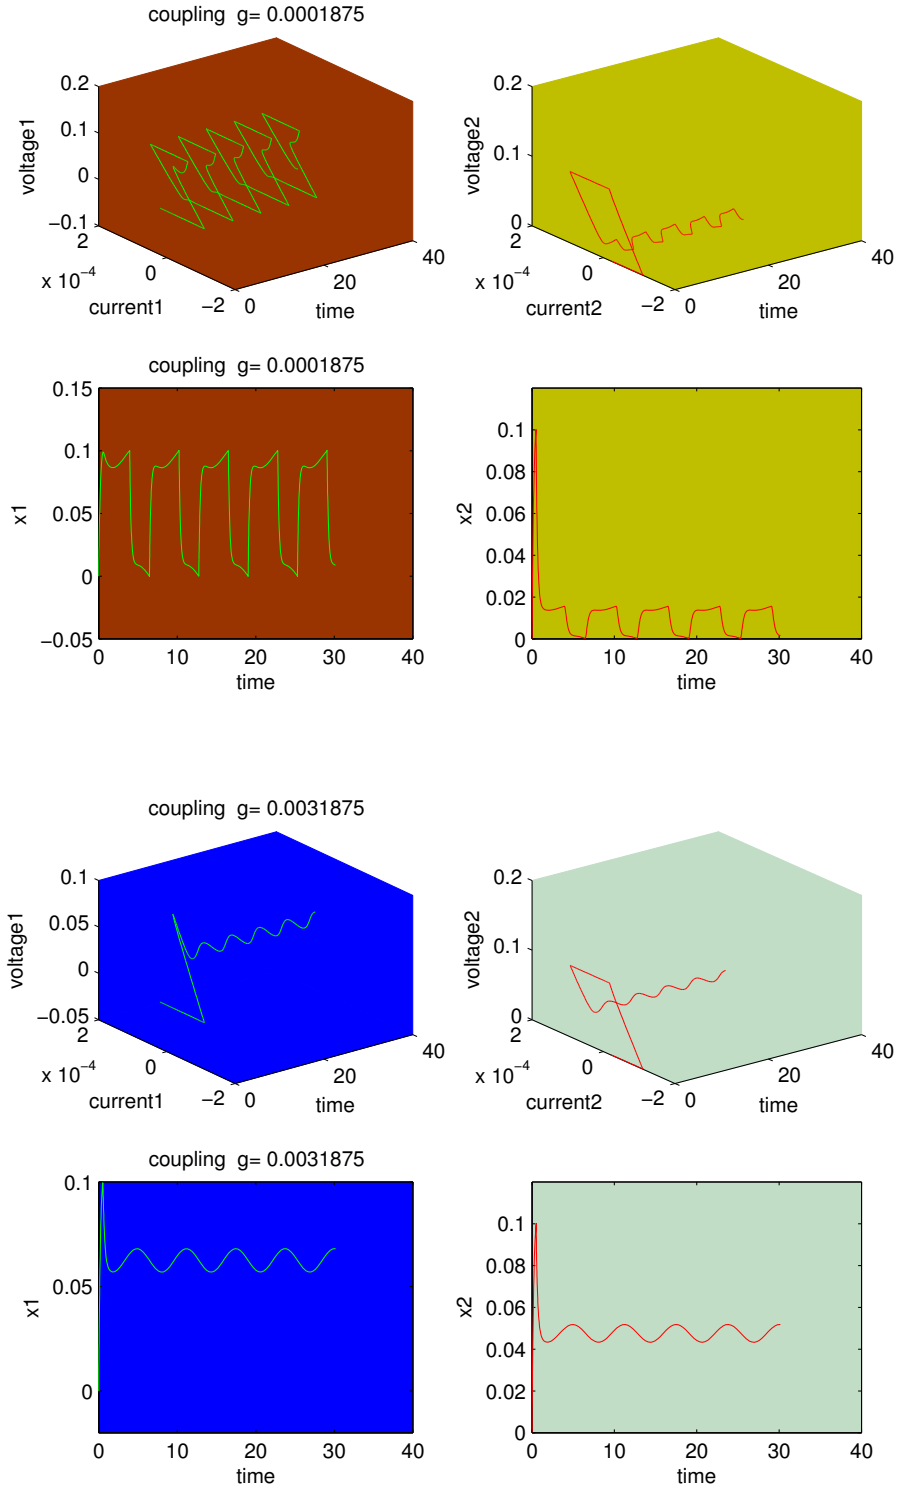 coupling  g= 0.0001875
0.2
0.1
0
−0.1
voltage1
2
0
−2
x 10−4
current1
0
20
40
time
0.2
0.1
0
voltage2
2
0
−2
x 10−4
current2
0
20
40
time
coupling  g= 0.0001875
0.15
0.1
0.05
0
−0.05
x1
0 10 20 30 40
time
0.1
0.08
0.06
0.04
0.02
0
x2
0 10 20 30 40
time
coupling  g= 0.0031875
0.1
0.05
0
−0.05
voltage1
2
0
−2
x 10−4
current1
0
20
40
time
0.2
0.1
0
voltage2
2
0
−2
x 10−4
current2
0
20
40
time
coupling  g= 0.0031875
0.1
0.05
0
x1
0 10 20 30 40
time
0.1
0.08
0.06
0.04
0.02
0
x2
0 10 20 30 40
time